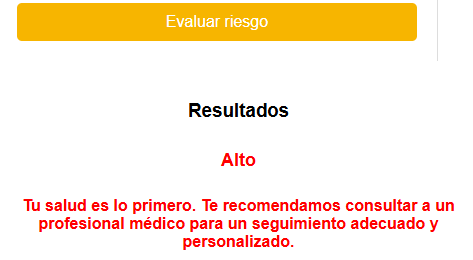 Evaluar riesgo
Resultados
Alto
Tu salud es lo primero. Te recomendamos consultar a un
profesional médico para un seguimiento adecuado y
personalizado.